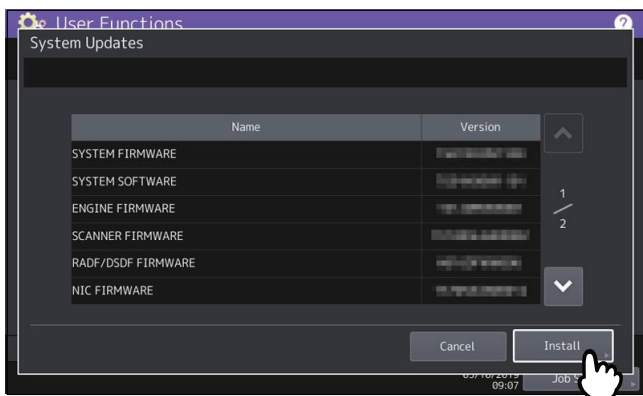 User Functions
?
System Updates
Name Version
SYSTEM FIRMWARE
SYSTEM SOFTWARE
ENGINE FIRMWARE
SCANNER FIRMWARE
RADF/DSDF FIRMWARE
NIC FIRMWARE
1
2
Cancel Install
09:07
Job